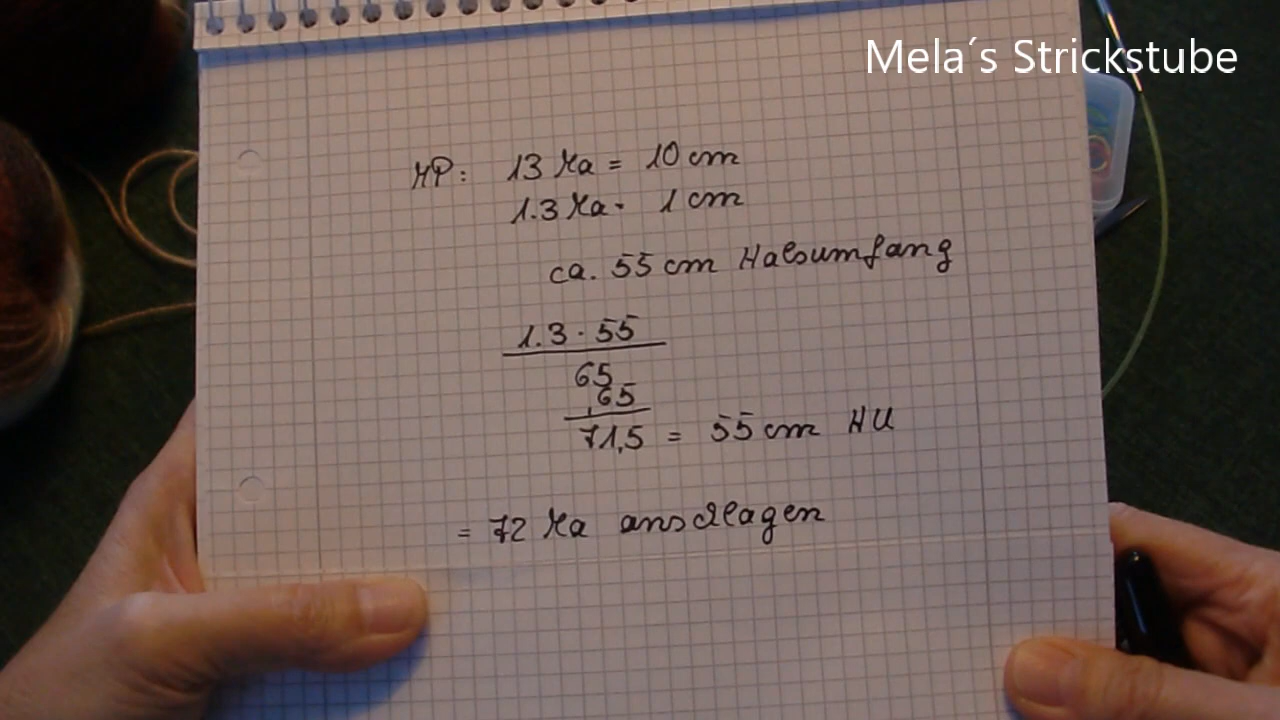 Mela´s Strickstube
MP: 13 Ma = 10 cm
1.3 Ma = 1 cm
ca. 55 cm Halsumfang
1.3 · 55
65
65
71,5 = 55 cm HU
= 72 Ma anschlagen